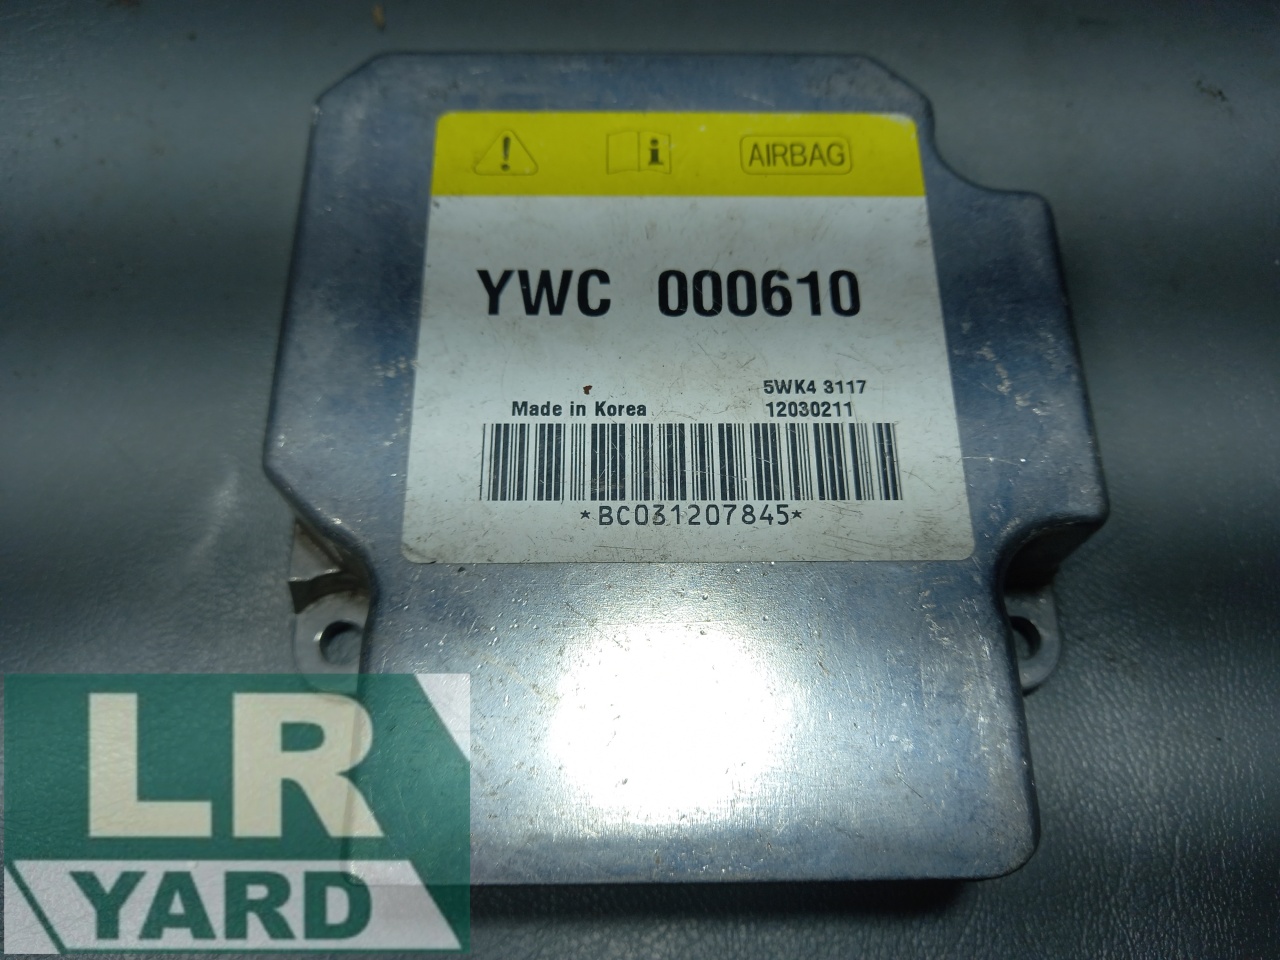 AIRBAG
YWC 000610
5WK4 3117
Made in Korea 12030211
*BC031207845*
LR
YARD